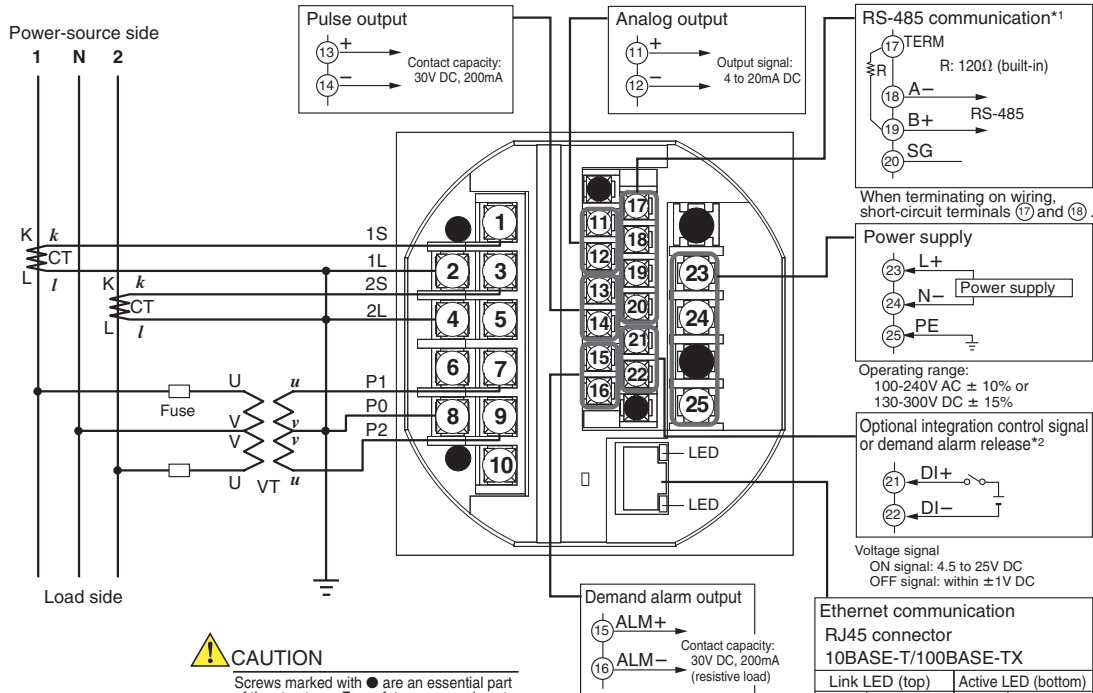 Power-source side
1 N 2
Pulse output
13 +
14 −
Contact capacity:
30V DC, 200mA
Analog output
11 +
12 −
Output signal:
4 to 20mA DC
RS-485 communication*1
17 TERM
R
R: 120Ω (built-in)
18 A−
RS-485
19 B+
20 SG
When terminating on wiring,
short-circuit terminals ⑰ and ⑱.
Power supply
23 L+
Power supply
24 N−
25 PE
Operating range:
100-240V AC ± 10% or
130-300V DC ± 15%
Optional integration control signal
or demand alarm release*2
21 DI+
22 DI−
Voltage signal
ON signal: 4.5 to 25V DC
OFF signal: within ±1V DC
K k
CT
L l
K k
CT
L l
1S
1L
2S
2L
P1
P0
P2
Fuse
U u
V v
V v
U u
VT
1
2 3
4 5
6 7
8 9
10
11
12
13
14
15
16
17
18
19
20
21
22
23
24
25
LED
LED
Load side
Demand alarm output
15 ALM+
16 ALM−
Contact capacity:
30V DC, 200mA
(resistive load)
Ethernet communication
RJ45 connector
10BASE-T/100BASE-TX
Link LED (top) Active LED (bottom)
CAUTION
Screws marked with ● are an essential part